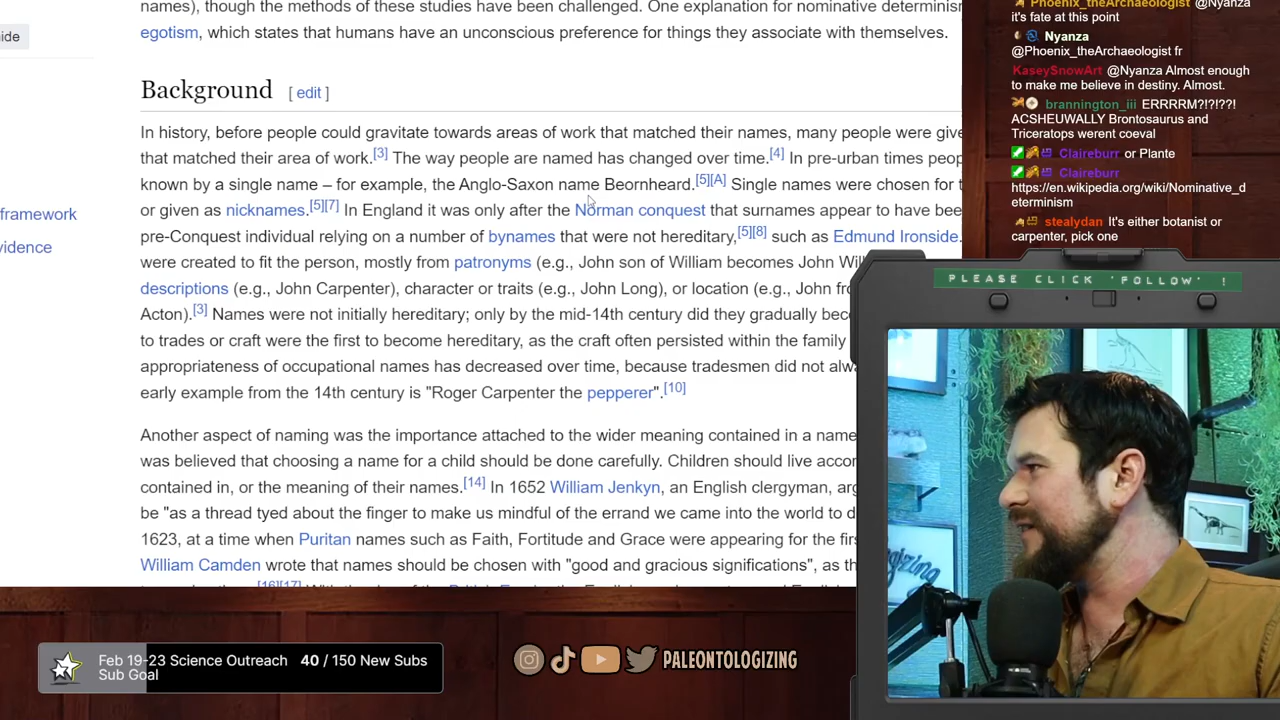 names), though the methods of these studies have been challenged. One explanation for nominative determinis
egotism, which states that humans have an unconscious preference for things they associate with themselves.
ide
Background [ edit ]
In history, before people could gravitate towards areas of work that matched their names, many people were give
that matched their area of work.[3] The way people are named has changed over time.[4] In pre-urban times peop
known by a single name – for example, the Anglo-Saxon name Beornheard.[5][A] Single names were chosen for t
or given as nicknames.[5][7] In England it was only after the Norman conquest that surnames appear to have bee
pre-Conquest individual relying on a number of bynames that were not hereditary,[5][8] such as Edmund Ironside.
were created to fit the person, mostly from patronyms (e.g., John son of William becomes John Wil
descriptions (e.g., John Carpenter), character or traits (e.g., John Long), or location (e.g., John fro
Acton).[3] Names were not initially hereditary; only by the mid-14th century did they gradually beco
to trades or craft were the first to become hereditary, as the craft often persisted within the family
appropriateness of occupational names has decreased over time, because tradesmen did not alwa
early example from the 14th century is "Roger Carpenter the pepperer".[10]
framework
vidence
Another aspect of naming was the importance attached to the wider meaning contained in a name
was believed that choosing a name for a child should be done carefully. Children should live accor
contained in, or the meaning of their names.[14] In 1652 William Jenkyn, an English clergyman, arg
be "as a thread tyed about the finger to make us mindful of the errand we came into the world to d
1623, at a time when Puritan names such as Faith, Fortitude and Grace were appearing for the firs
William Camden wrote that names should be chosen with "good and gracious significations", as th
Phoenix_theArchaeologist @Nyanza
it's fate at this point
Nyanza
@Phoenix_theArchaeologist fr
KaseySnowArt @Nyanza Almost enough
to make me believe in destiny. Almost.
brannington_iii ERRRRM?!?!??!
ACSHEUWALLY Brontosaurus and
Triceratops werent coeval
Claireburr or Plante
Claireburr
https://en.wikipedia.org/wiki/Nominative_d
eterminism
stealydan It's either botanist or
carpenter, pick one
PLEASE CLICK 'FOLLOW' !
Feb 19-23 Science Outreach 40 / 150 New Subs
Sub Goal
PALEONTOLOGIZING